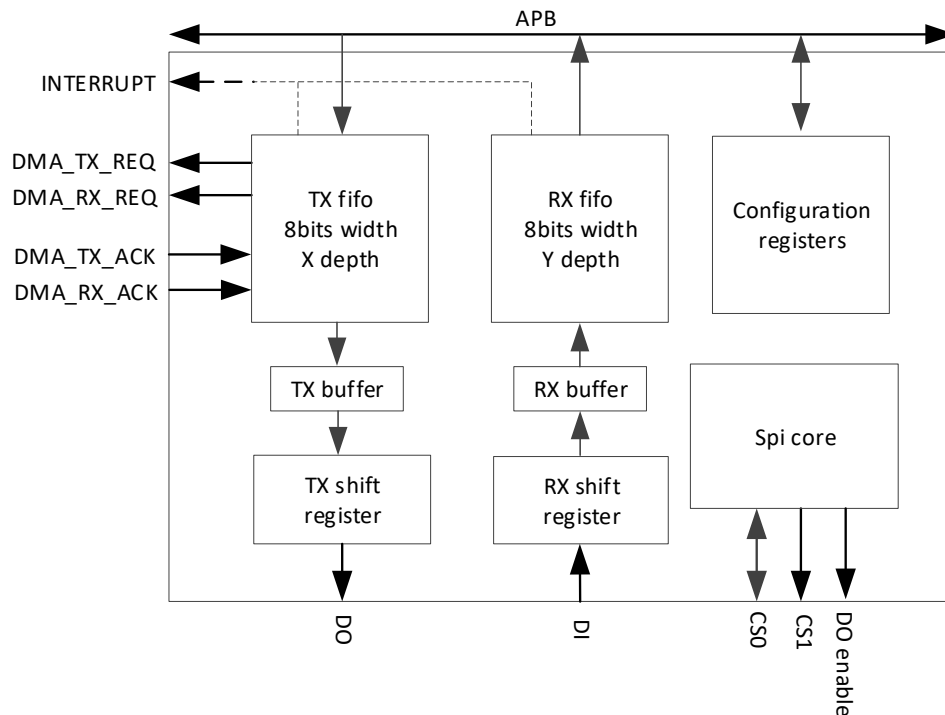 APB
INTERRUPT
DMA_TX_REQ
DMA_RX_REQ
DMA_TX_ACK
DMA_RX_ACK
TX fifo
8bits width
X depth
RX fifo
8bits width
Y depth
Configuration
registers
TX buffer
RX buffer
Spi core
TX shift
register
RX shift
register
DO
DI
CS0
CS1
DO enable